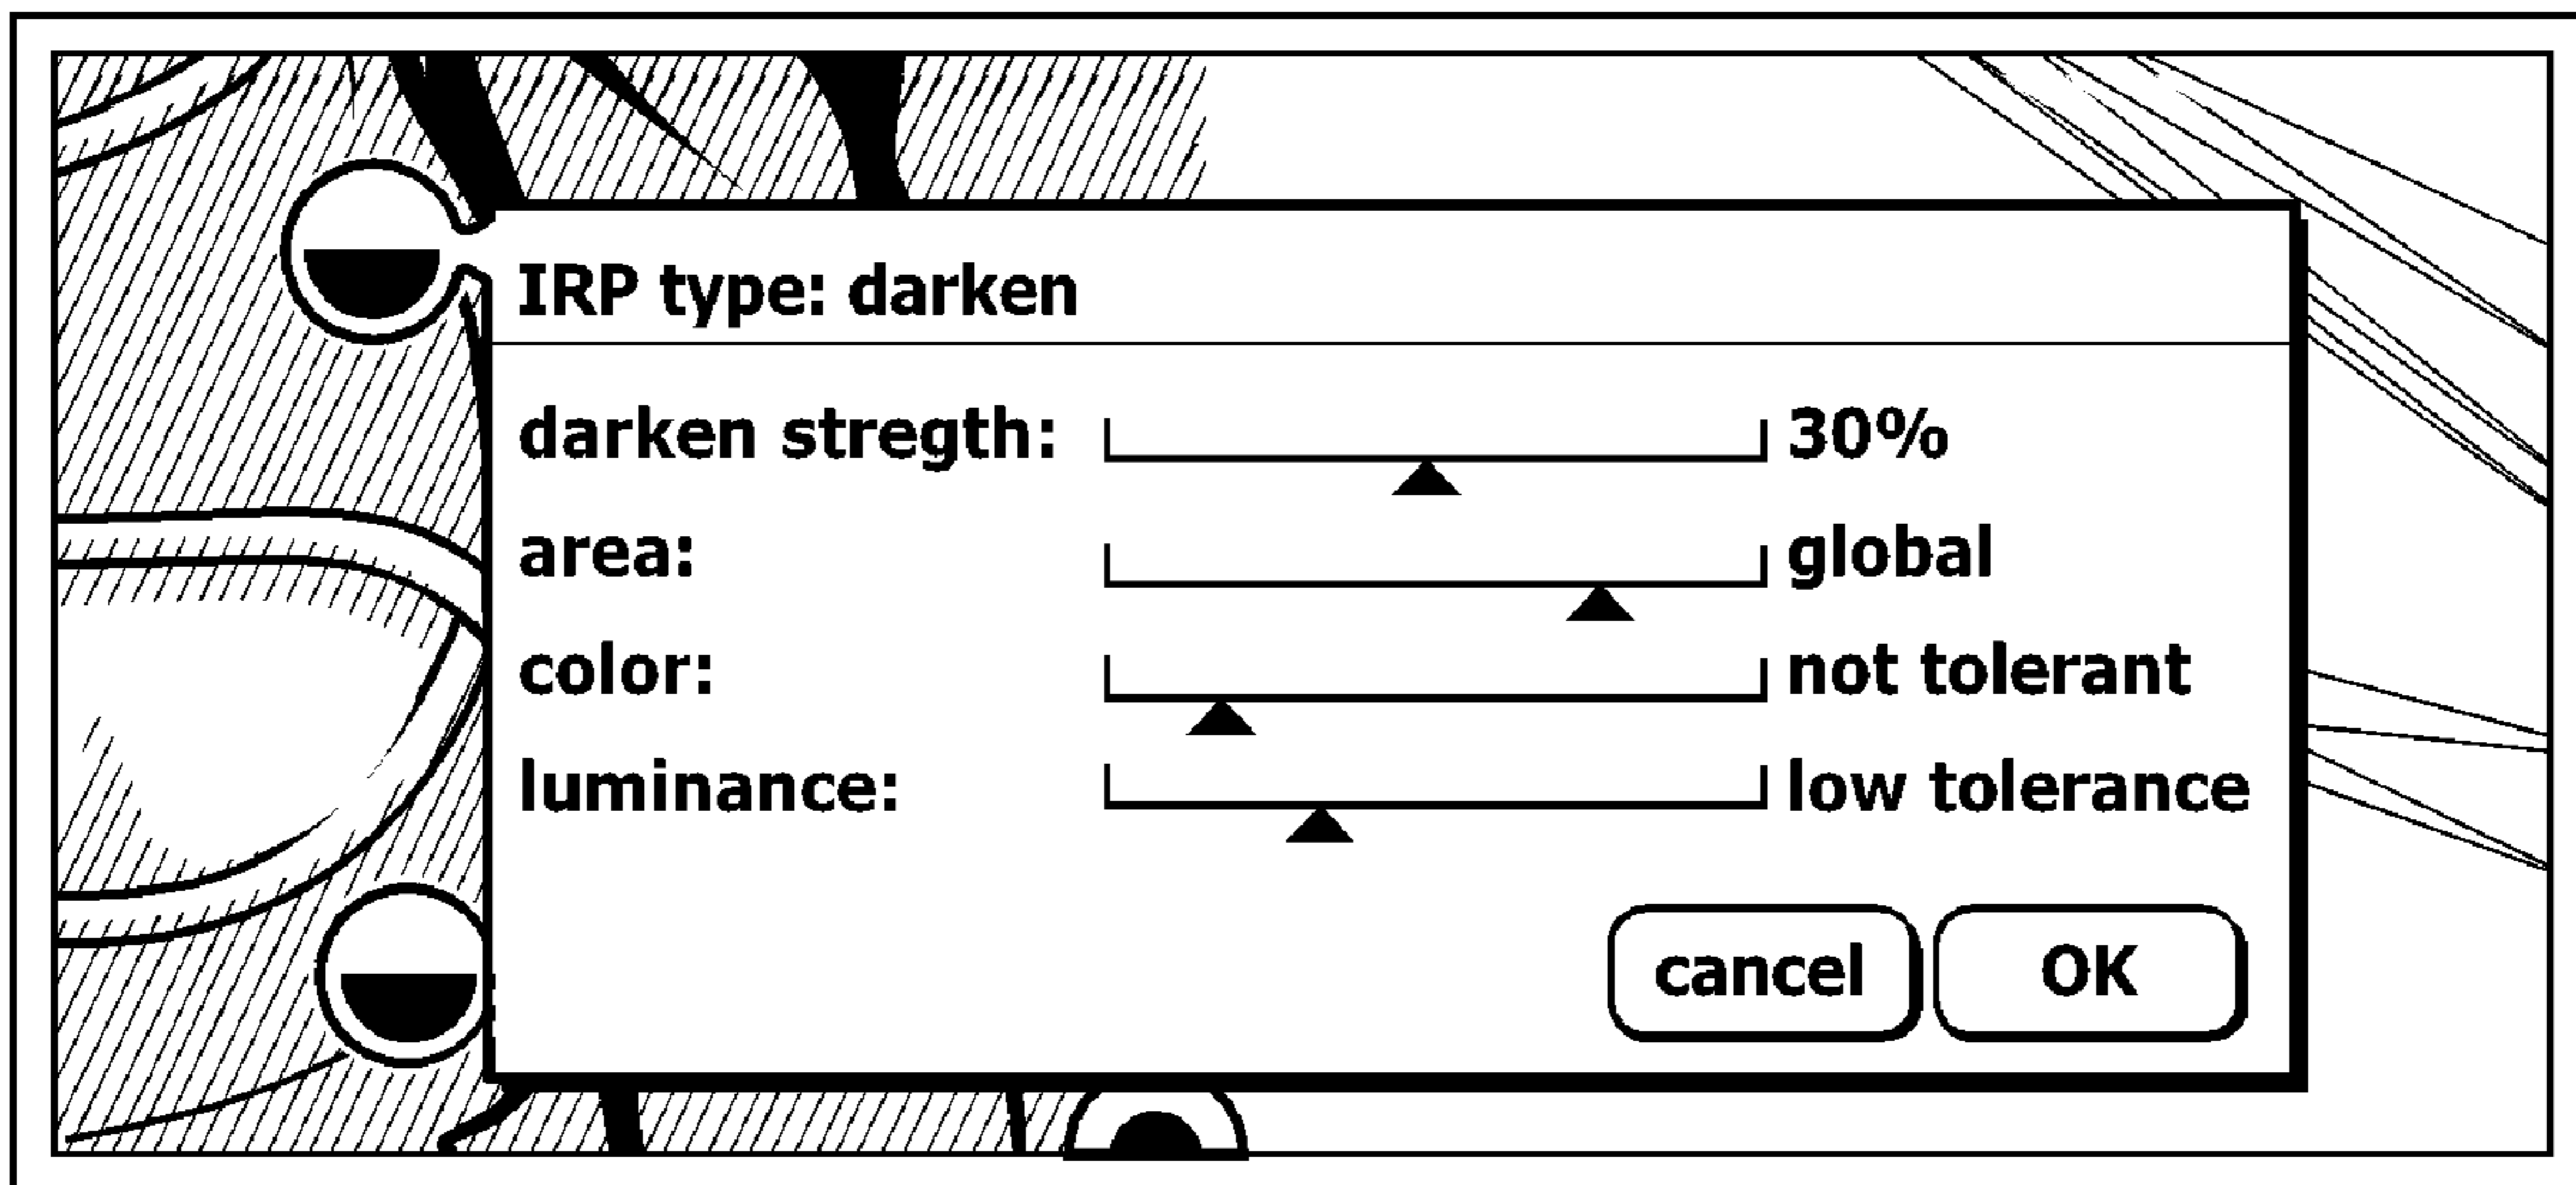 IRP type: darken
darken stregth: 30%
area: global
color: not tolerant
luminance: low tolerance
cancel OK